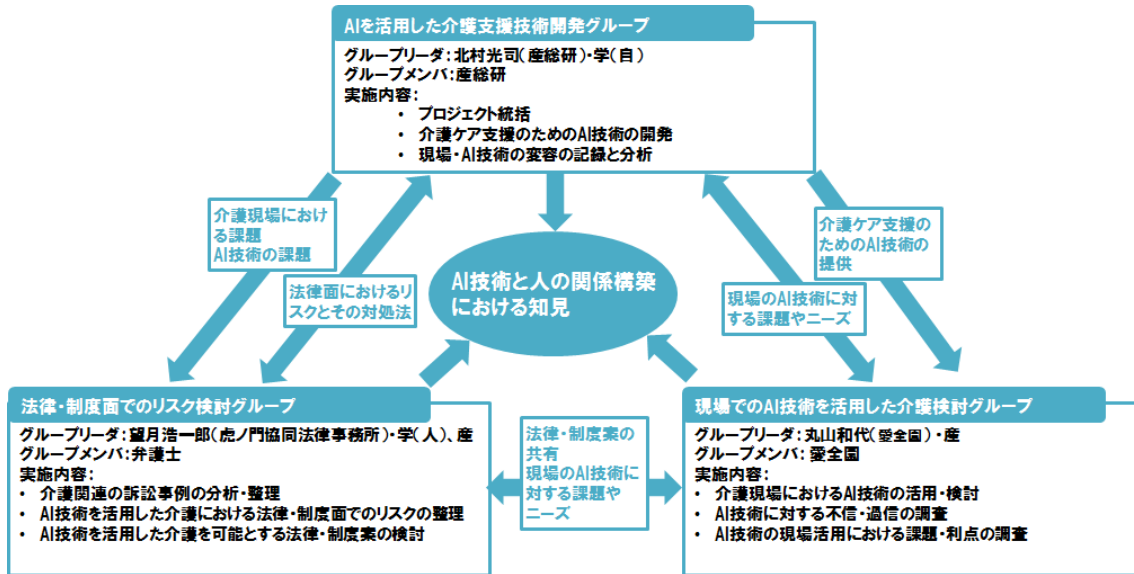 AIを活用した介護支援技術開発グループ
グループリーダ：北村光司（産総研）・学（自）
グループメンバ：産総研
実施内容：
・ プロジェクト統括
・ 介護ケア支援のためのAI技術の開発
・ 現場・AI技術の変容の記録と分析
介護現場におけ
る課題
AI技術の課題
法律面におけるリ
スクとその対処法
AI技術と人の関係構築
における知見
現場のAI技術に対
する課題やニーズ
介護ケア支援の
ためのAI技術の
提供
法律・制度面でのリスク検討グループ
グループリーダ：望月浩一郎（虎ノ門協同法律事務所）・学（人）、産
グループメンバ：弁護士
実施内容：
・ 介護関連の訴訟事例の分析・整理
・ AI技術を活用した介護における法律・制度面でのリスクの整理
・ AI技術を活用した介護を可能とする法律・制度案の検討
法律・制度案の
共有
現場のAI技術に
対する課題や
ニーズ
現場でのAI技術を活用した介護検討グループ
グループリーダ：丸山和代（愛全園）・産
グループメンバ：愛全園
実施内容：
・ 介護現場におけるAI技術の活用・検討
・ AI技術に対する不信・過信の調査
・ AI技術の現場活用における課題・利点の調査